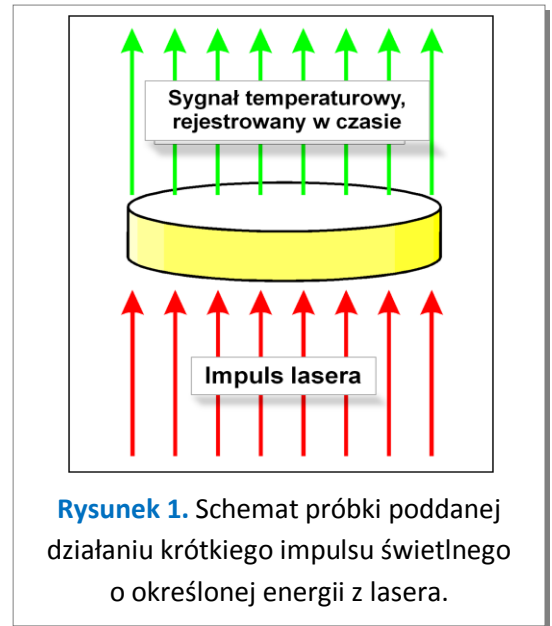 Sygnał temperaturowy,
rejestrowany w czasie
Impuls lasera
Rysunek 1. Schemat próbki poddanej
działaniu krótkiego impulsu świetlnego
o określonej energii z lasera.